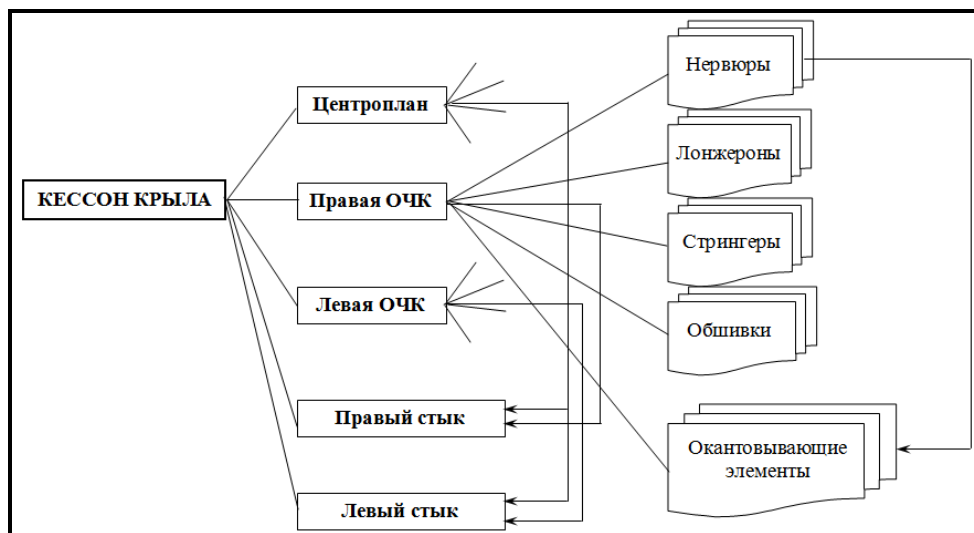 КЕССОН КРЫЛА
Центроплан
Правая ОЧК
Левая ОЧК
Правый стык
Левый стык
Нервюры
Лонжероны
Стрингеры
Обшивки
Окантовывающие
элементы